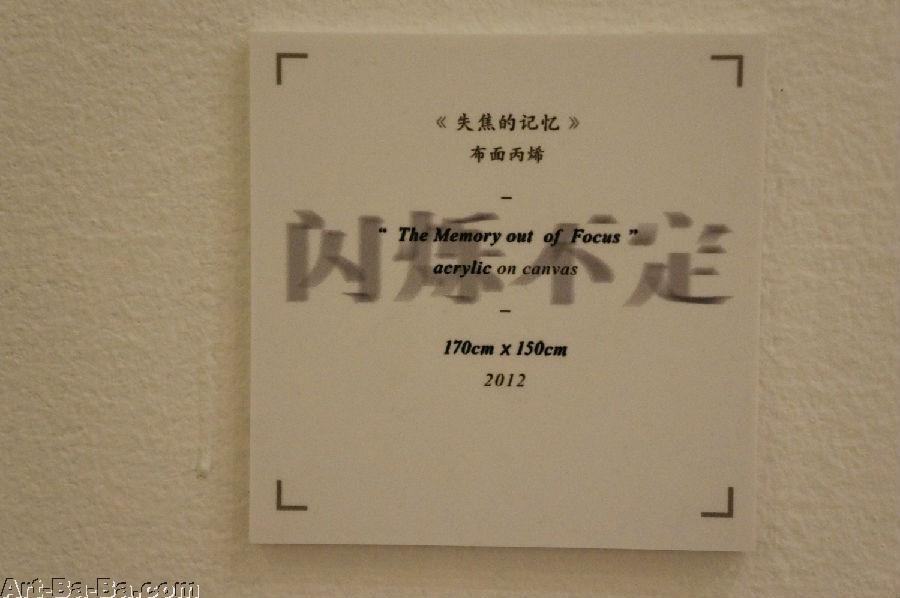 《失焦的记忆》
布面丙烯
–
闪烁不定
“ The Memory out of Focus ”
acrylic on canvas
–
170cm x 150cm
2012
Art-Ba-Ba.com